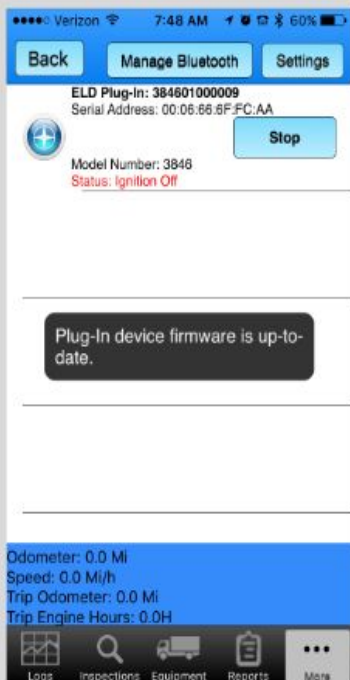 Verizon 7:48 AM 60%
Back Manage Bluetooth Settings
ELD Plug-In: 384601000009
Serial Address: 00:06:66:6F:FC:AA
Stop
Model Number: 3846
Status: Ignition Off
Plug-In device firmware is up-to-
date.
Odometer: 0.0 Mi
Speed: 0.0 Mi/h
Trip Odometer: 0.0 Mi
Trip Engine Hours: 0.0H
Logs Inspections Equipment Reports More